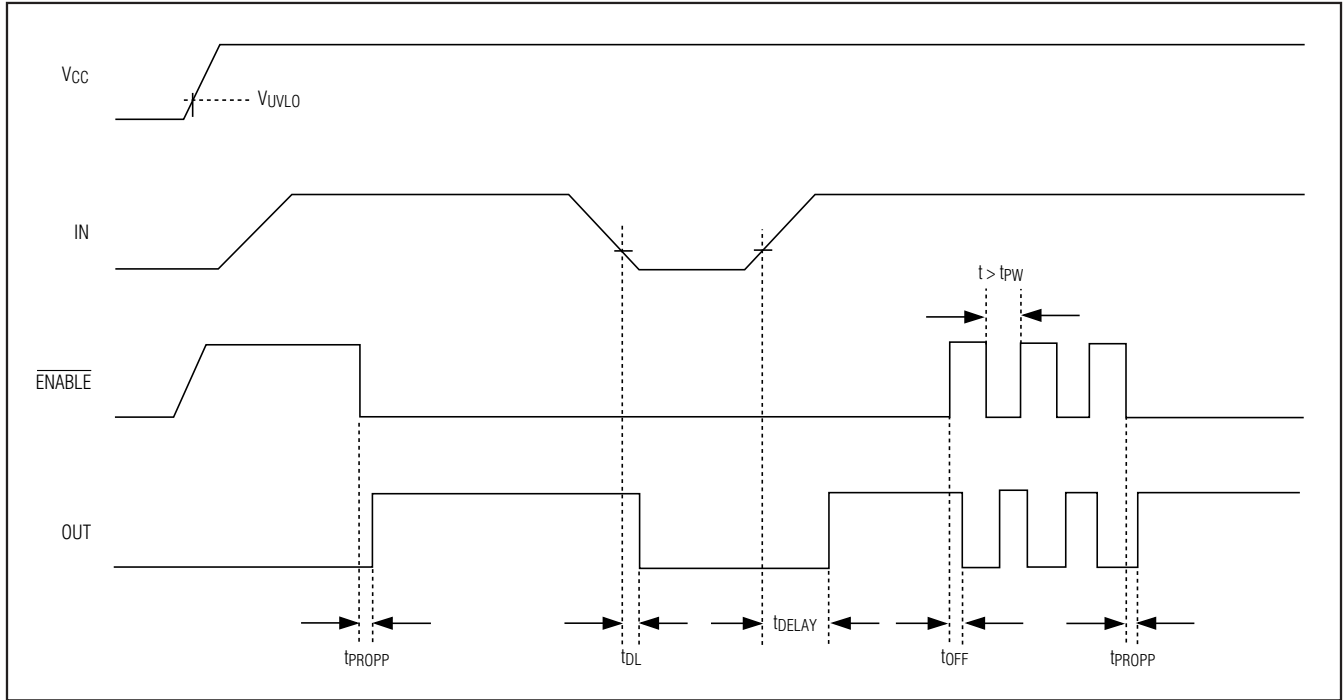 VCC
VUVLO
IN
t > tPW
ENABLE
OUT
tDELAY
tPROPP
tDL
tOFF
tPROPP